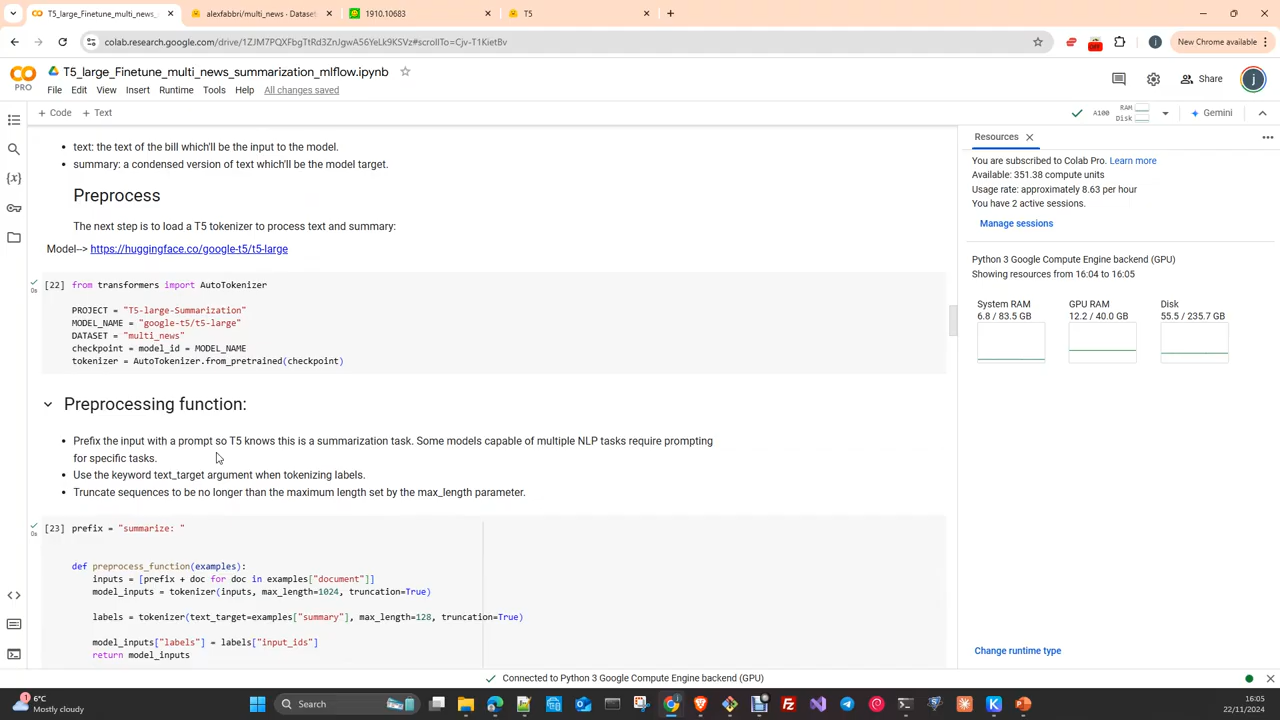 T5_large_Finetune_multi_news_
alexfabbri/multi_news · Dataset
1910.10683
T5
New Chrome available
colab.research.google.com/drive/1ZJM7PQXFbgTtRd3ZnJgwA56YeLk9KSVz#scrollTo=Cjv-T1KietBv
CO
PRO
T5_large_Finetune_multi_news_summarization_mlflow.ipynb
File Edit View Insert Runtime Tools Help All changes saved
Share
+ Code + Text
A100 RAM Disk
Gemini
text: the text of the bill which'll be the input to the model.
summary: a condensed version of text which'll be the model target.
Preprocess
The next step is to load a T5 tokenizer to process text and summary:
Model--> https://huggingface.co/google-t5/t5-large
[22] from transformers import AutoTokenizer
0s
PROJECT = "T5-large-Summarization"
MODEL_NAME = "google-t5/t5-large"
DATASET = "multi_news"
checkpoint = model_id = MODEL_NAME
tokenizer = AutoTokenizer.from_pretrained(checkpoint)
Preprocessing function:
Prefix the input with a prompt so T5 knows this is a summarization task. Some models capable of multiple NLP tasks require prompting
for specific tasks.
Use the keyword text_target argument when tokenizing labels.
Truncate sequences to be no longer than the maximum length set by the max_length parameter.
[23] prefix = "summarize: "
0s
def preprocess_function(examples):
inputs = [prefix + doc for doc in examples["document"]]
model_inputs = tokenizer(inputs, max_length=1024, truncation=True)
labels = tokenizer(text_target=examples["summary"], max_length=128, truncation=True)
model_inputs["labels"] = labels["input_ids"]
return model_inputs
Resources
You are subscribed to Colab Pro. Learn more
Available: 351.38 compute units
Usage rate: approximately 8.63 per hour
You have 2 active sessions.
Manage sessions
Python 3 Google Compute Engine backend (GPU)
Showing resources from 16:04 to 16:05
System RAM GPU RAM Disk
6.8 / 83.5 GB 12.2 / 40.0 GB 55.5 / 235.7 GB
Change runtime type
Connected to Python 3 Google Compute Engine backend (GPU)
6°C
Mostly cloudy
Search
16:05
22/11/2024